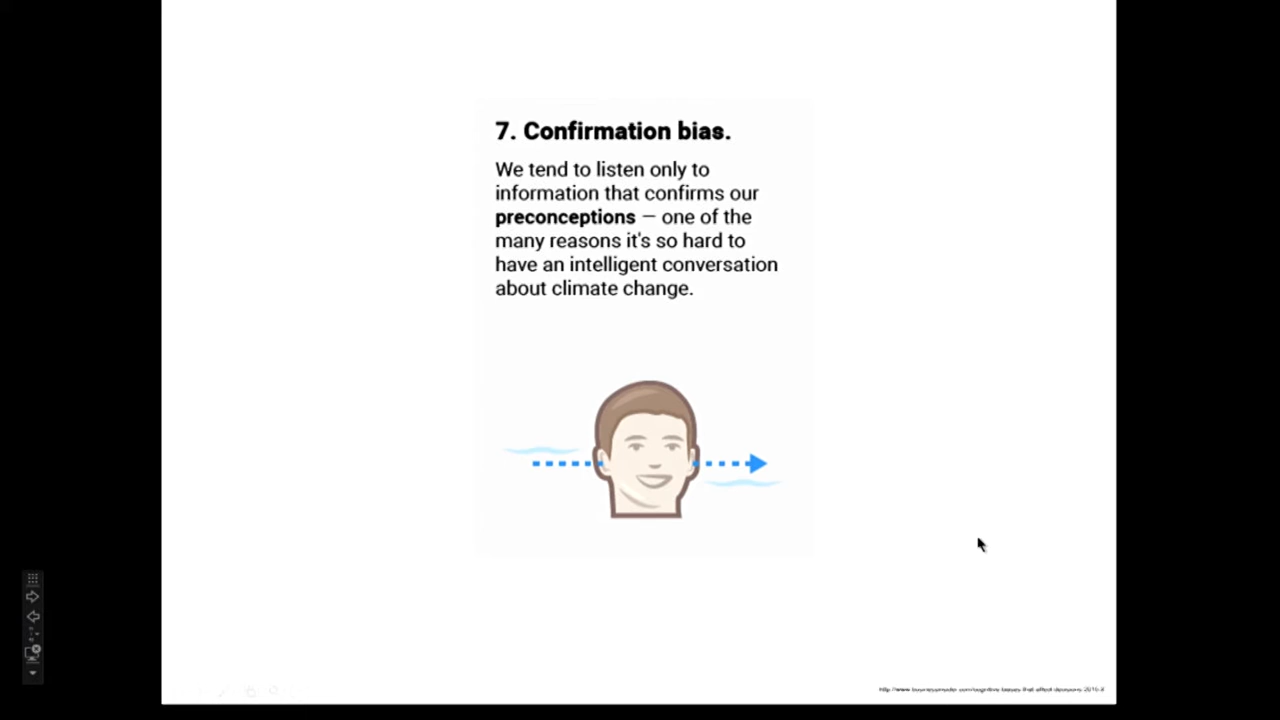 7. Confirmation bias.
We tend to listen only to
information that confirms our
preconceptions — one of the
many reasons it's so hard to
have an intelligent conversation
about climate change.